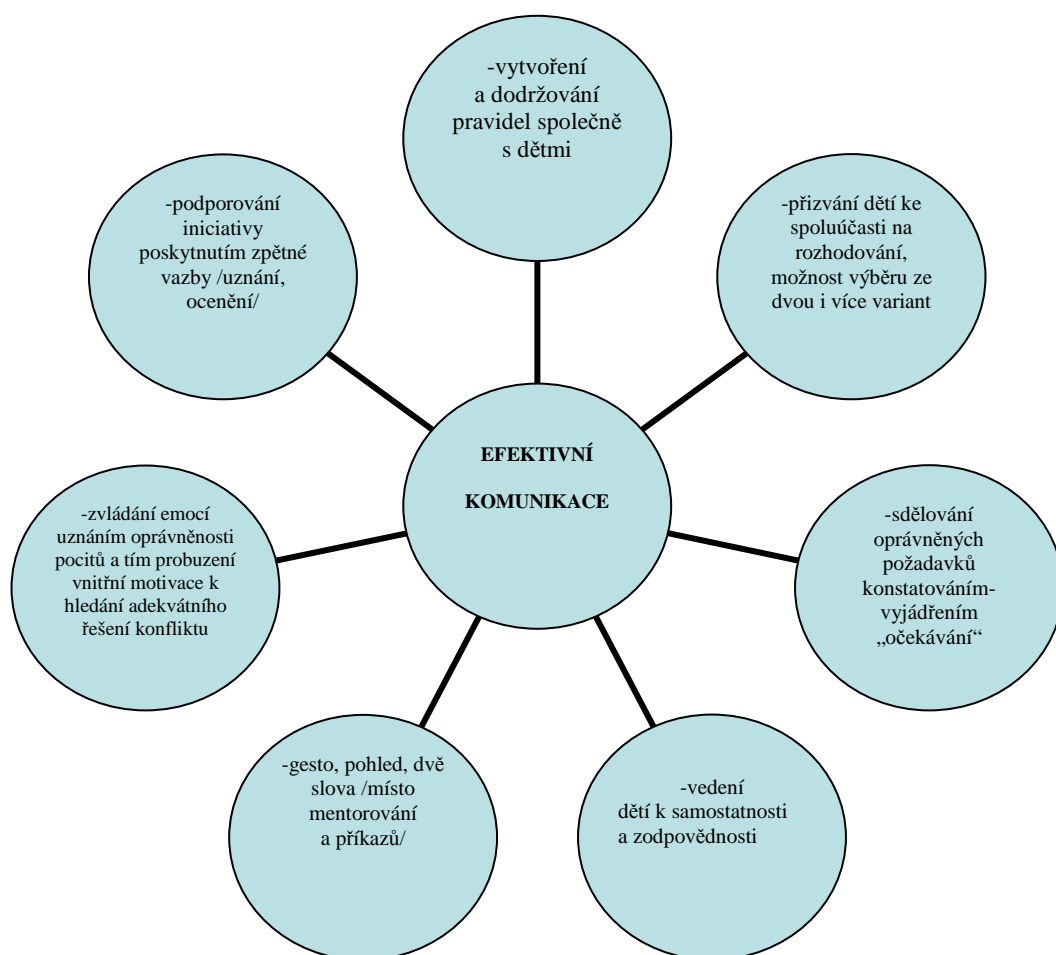 -vytvoření
a dodržování
pravidel společně
s dětmi
-podporování
iniciativy
poskytnutím zpětné
vazby /uznání,
ocenění/
-přizvání dětí ke
spoluúčasti na
rozhodování,
možnost výběru ze
dvou i více variant
EFEKTIVNÍ
KOMUNIKACE
-zvládání emocí
uznáním oprávněnosti
pocitů a tím probuzení
vnitřní motivace k
hledání adekvátního
řešení konfliktu
-sdělování
oprávněných
požadavků
konstatováním-
vyjádřením
„očekávání“
-gesto, pohled, dvě
slova /místo
mentorování
a příkazů/
-vedení
dětí k samostatnosti
a zodpovědnosti